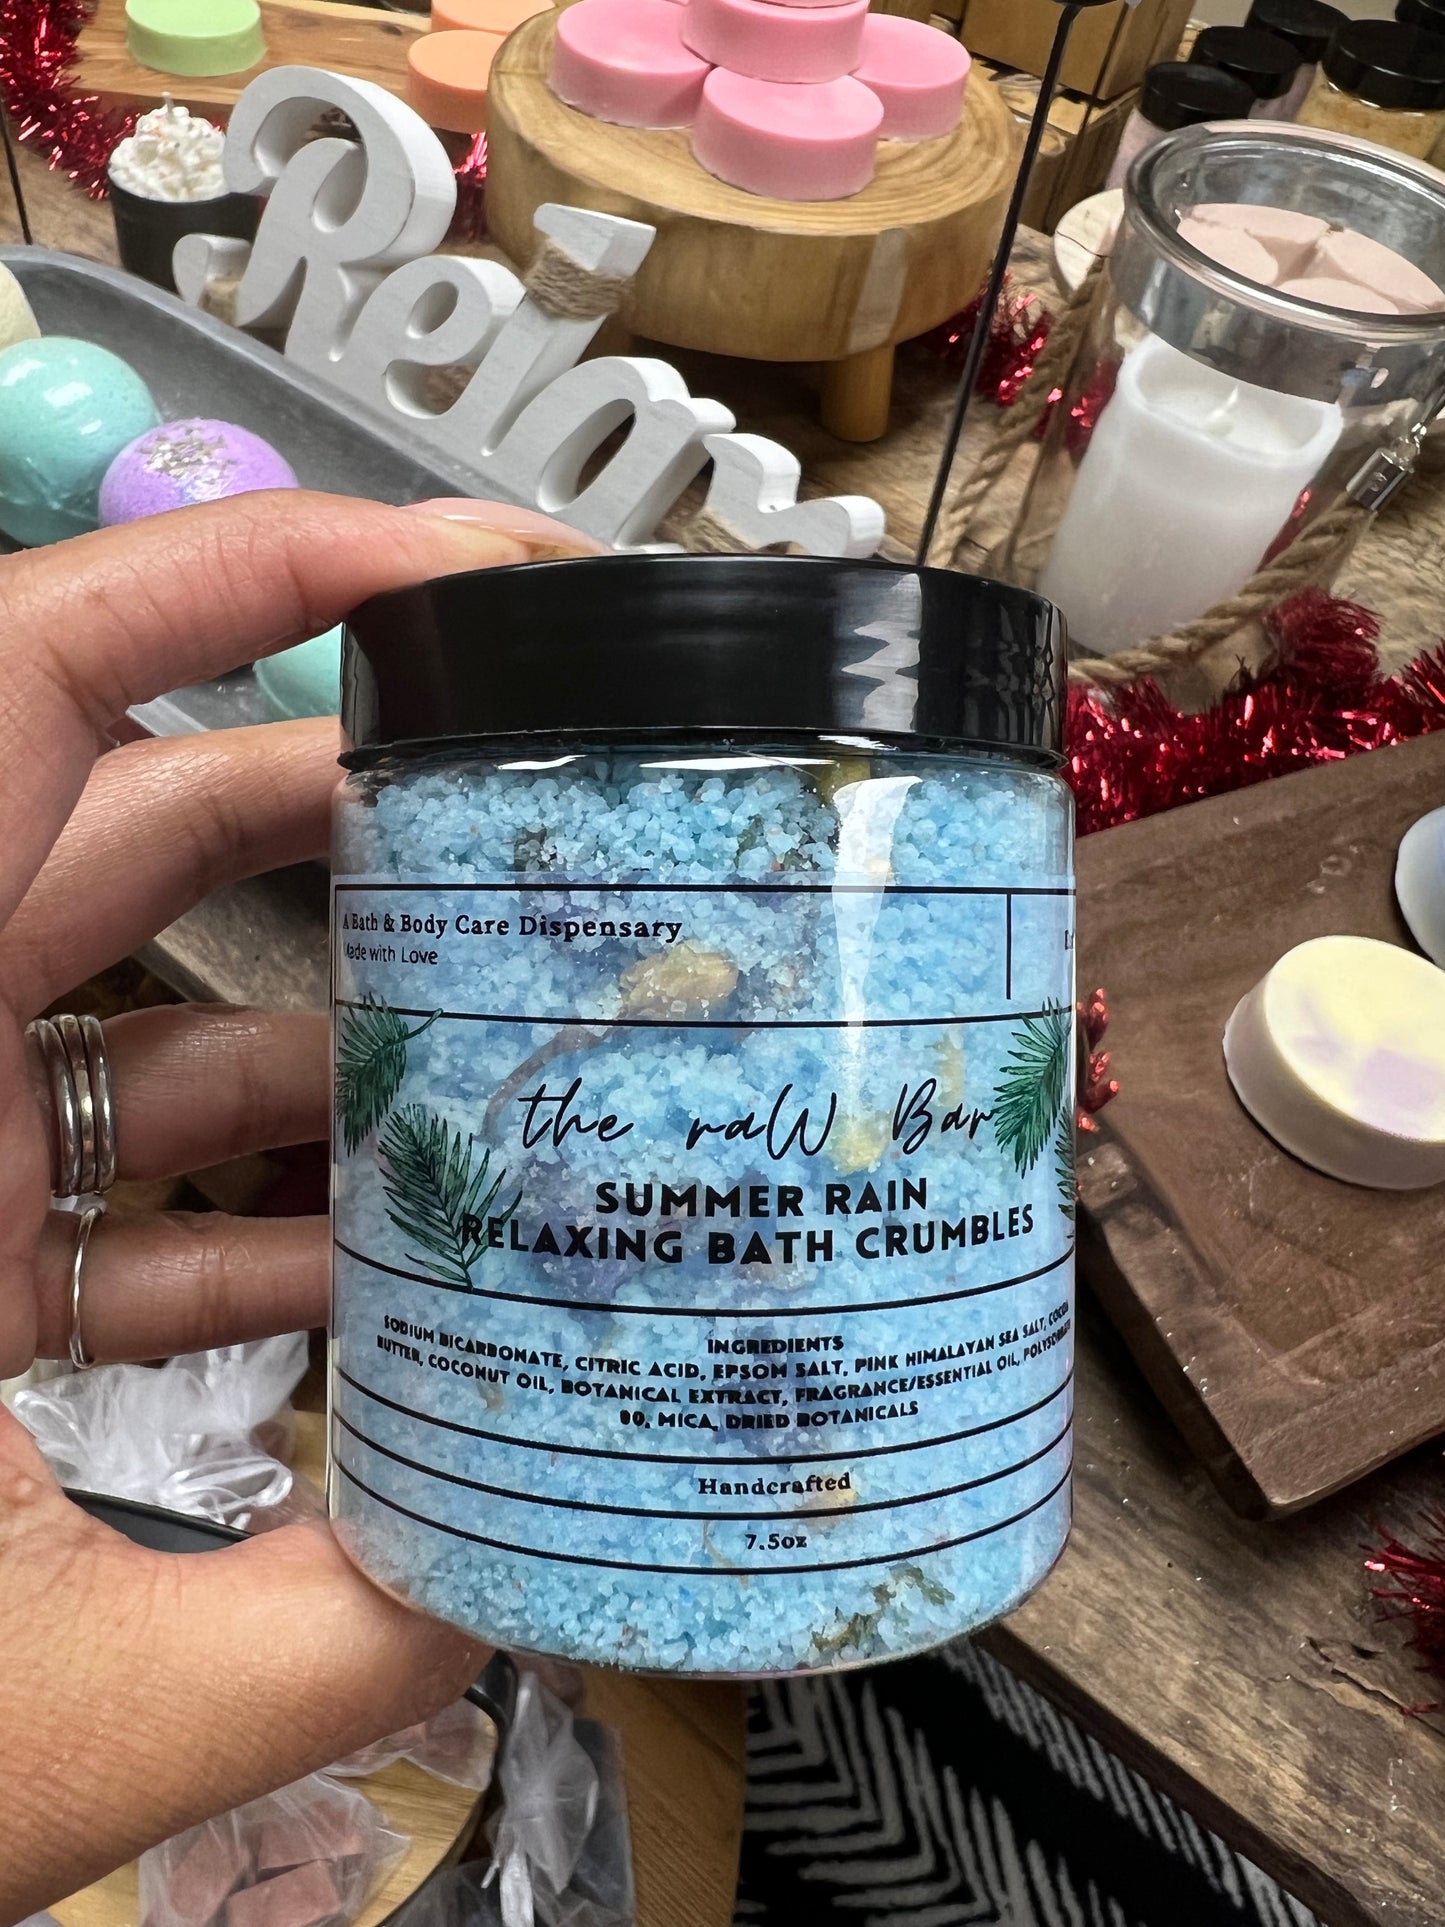 Relax
A Bath & Body Care Dispensary
Made with Love
the raW Bar
SUMMER RAIN
RELAXING BATH CRUMBLES
INGREDIENTS
SODIUM BICARBONATE, CITRIC ACID, EPSOM SALT, PINK HIMALAYAN SEA SALT, COCOA
BUTTER, COCONUT OIL, BOTANICAL EXTRACT, FRAGRANCE/ESSENTIAL OIL, POLYSORBATE
80, MICA, DRIED BOTANICALS
Handcrafted
7.5oz